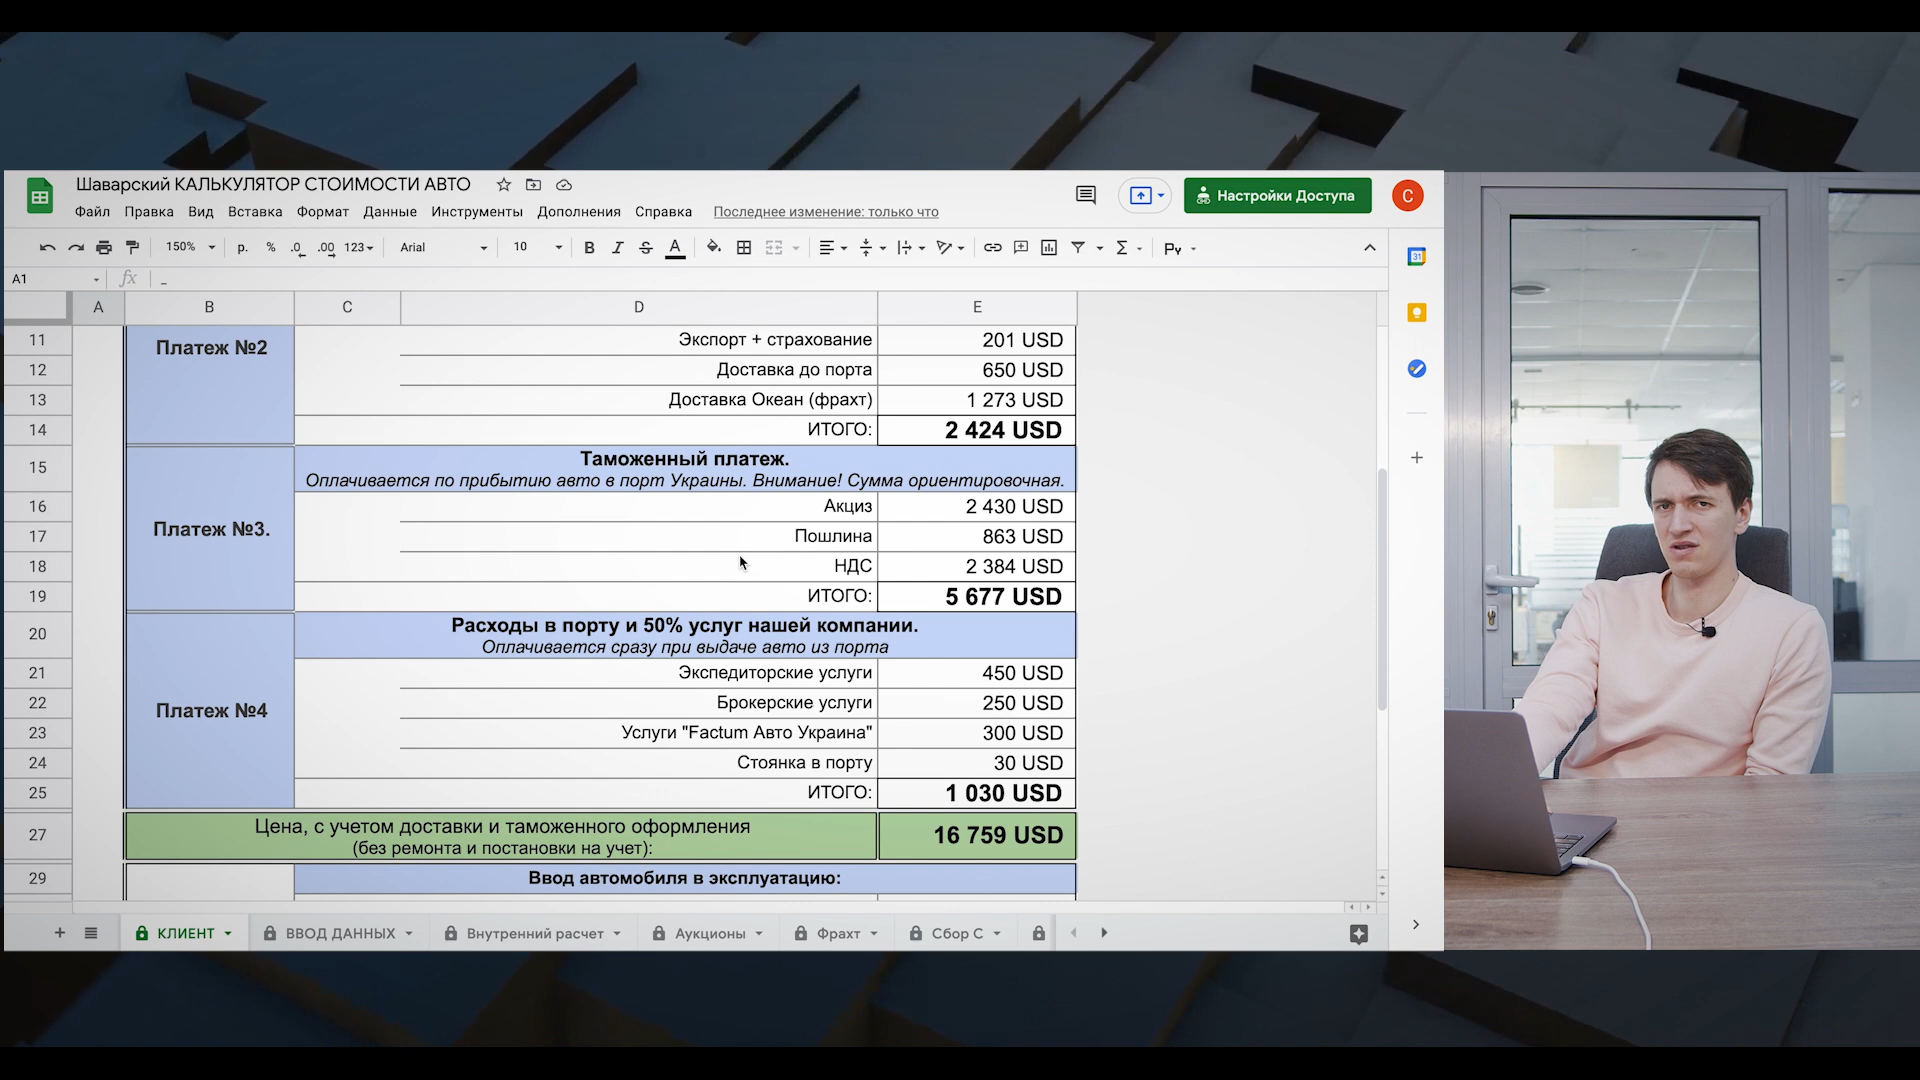 Шаварский КАЛЬКУЛЯТОР СТОИМОСТИ АВТО
Настройки Доступа
С
Файл Правка Вид Вставка Формат Данные Инструменты Дополнения Справка Последнее изменение: только что
150% р. % .0 .00 123 Arial 10 B I S A Σ Ру
A1 fx _
31
A B C D E
11 Платеж №2 Экспорт + страхование 201 USD
12 Доставка до порта 650 USD
13 Доставка Океан (фрахт) 1 273 USD
14 ИТОГО: 2 424 USD
15 Таможенный платеж.
Оплачивается по прибытию авто в порт Украины. Внимание! Сумма ориентировочная.
16 Акциз 2 430 USD
Платеж №3.
17 Пошлина 863 USD
18 НДС 2 384 USD
19 ИТОГО: 5 677 USD
20 Расходы в порту и 50% услуг нашей компании.
Оплачивается сразу при выдаче авто из порта
21 Экспедиторские услуги 450 USD
22 Брокерские услуги 250 USD
Платеж №4
23 Услуги "Factum Авто Украина" 300 USD
24 Стоянка в порту 30 USD
25 ИТОГО: 1 030 USD
27 Цена, с учетом доставки и таможенного оформления 16 759 USD
(без ремонта и постановки на учет):
29 Ввод автомобиля в эксплуатацию:
КЛИЕНТ ВВОД ДАННЫХ Внутренний расчет Аукционы Фрахт Сбор С